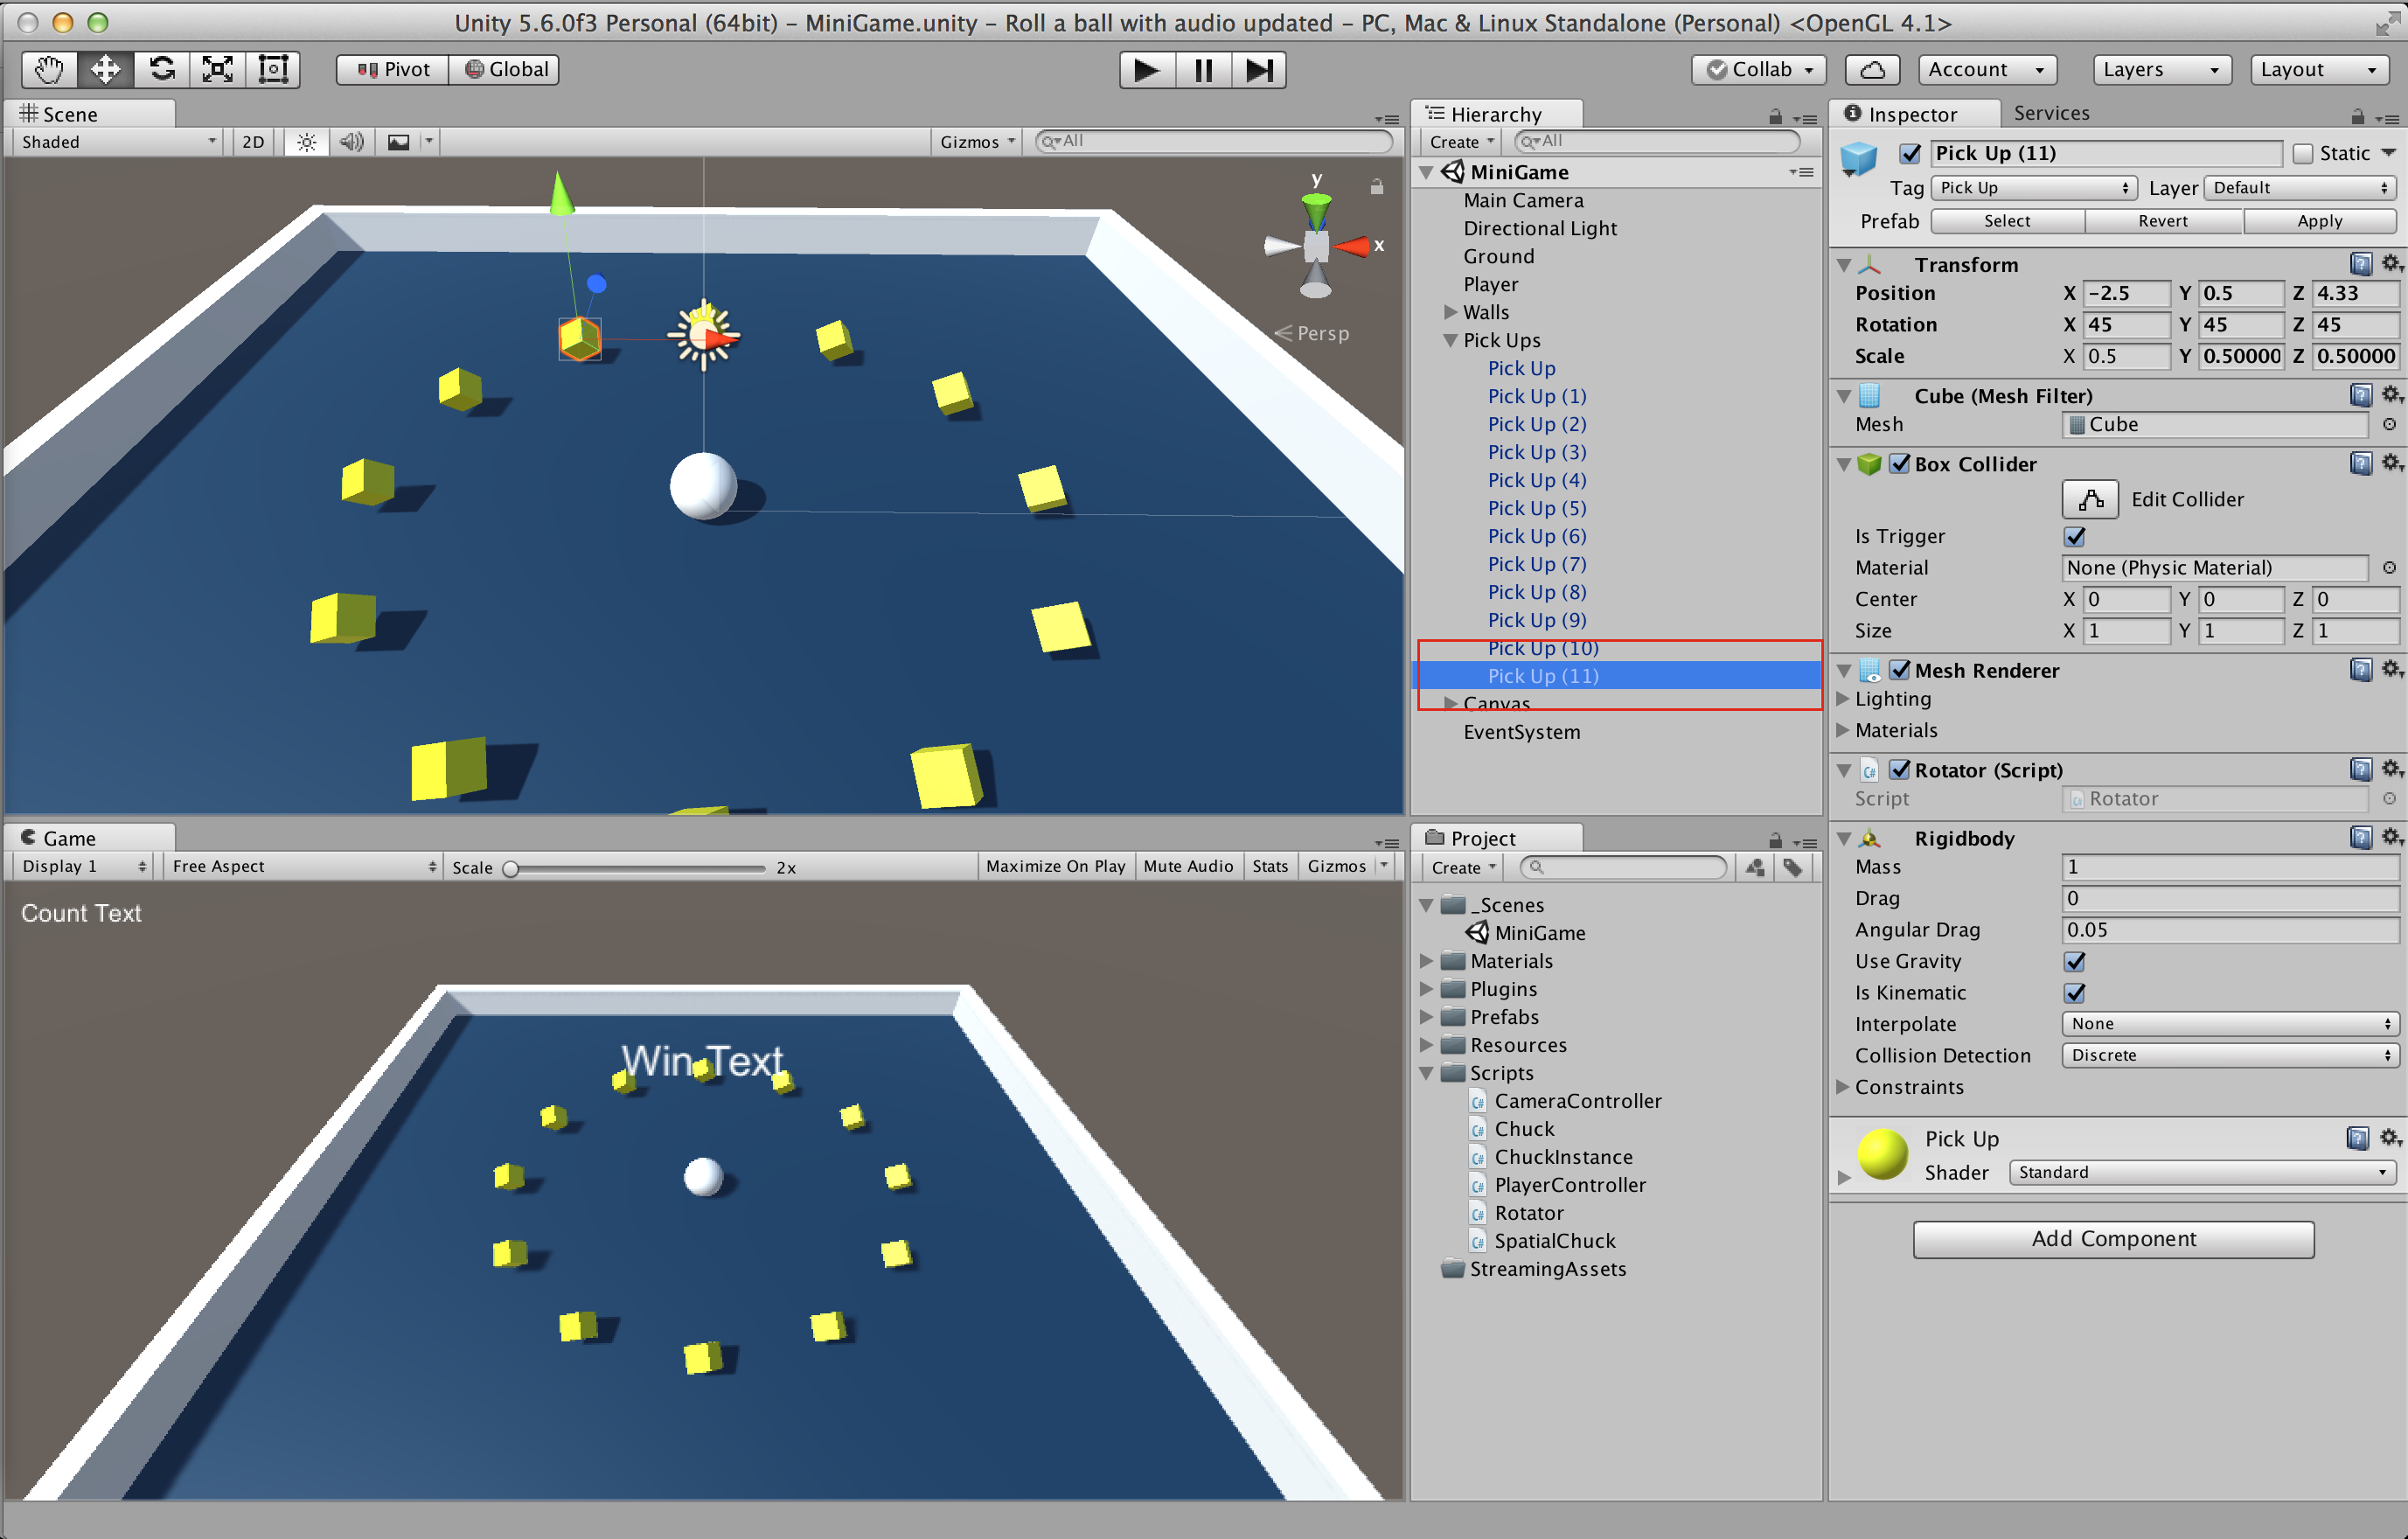 Unity 5.6.0f3 Personal (64bit) – MiniGame.unity – Roll a ball with audio updated – PC, Mac & Linux Standalone (Personal) <OpenGL 4.1>
Pivot Global Collab Account Layers Layout
Scene
Shaded 2D Gizmos All
y
x
Persp
Hierarchy
Create All
MiniGame
Main Camera
Directional Light
Ground
Player
Walls
Pick Ups
Pick Up
Pick Up (1)
Pick Up (2)
Pick Up (3)
Pick Up (4)
Pick Up (5)
Pick Up (6)
Pick Up (7)
Pick Up (8)
Pick Up (9)
Pick Up (10)
Pick Up (11)
Canvas
EventSystem
Game
Display 1 Free Aspect Scale 2x Maximize On Play Mute Audio Stats Gizmos
Count Text
Win Text
Project
Create
_Scenes
MiniGame
Materials
Plugins
Prefabs
Resources
Scripts
C# CameraController
C# Chuck
C# ChuckInstance
C# PlayerController
C# Rotator
C# SpatialChuck
StreamingAssets
Inspector Services
Pick Up (11) Static
Tag Pick Up Layer Default
Prefab Select Revert Apply
Transform
Position X −2.5 Y 0.5 Z 4.33
Rotation X 45 Y 45 Z 45
Scale X 0.5 Y 0.50000 Z 0.50000
Cube (Mesh Filter)
Mesh Cube
Box Collider
Edit Collider
Is Trigger
Material None (Physic Material)
Center X 0 Y 0 Z 0
Size X 1 Y 1 Z 1
Mesh Renderer
Lighting
Materials
C# Rotator (Script)
Script Rotator
Rigidbody
Mass 1
Drag 0
Angular Drag 0.05
Use Gravity
Is Kinematic
Interpolate None
Collision Detection Discrete
Constraints
Pick Up
Shader Standard
Add Component